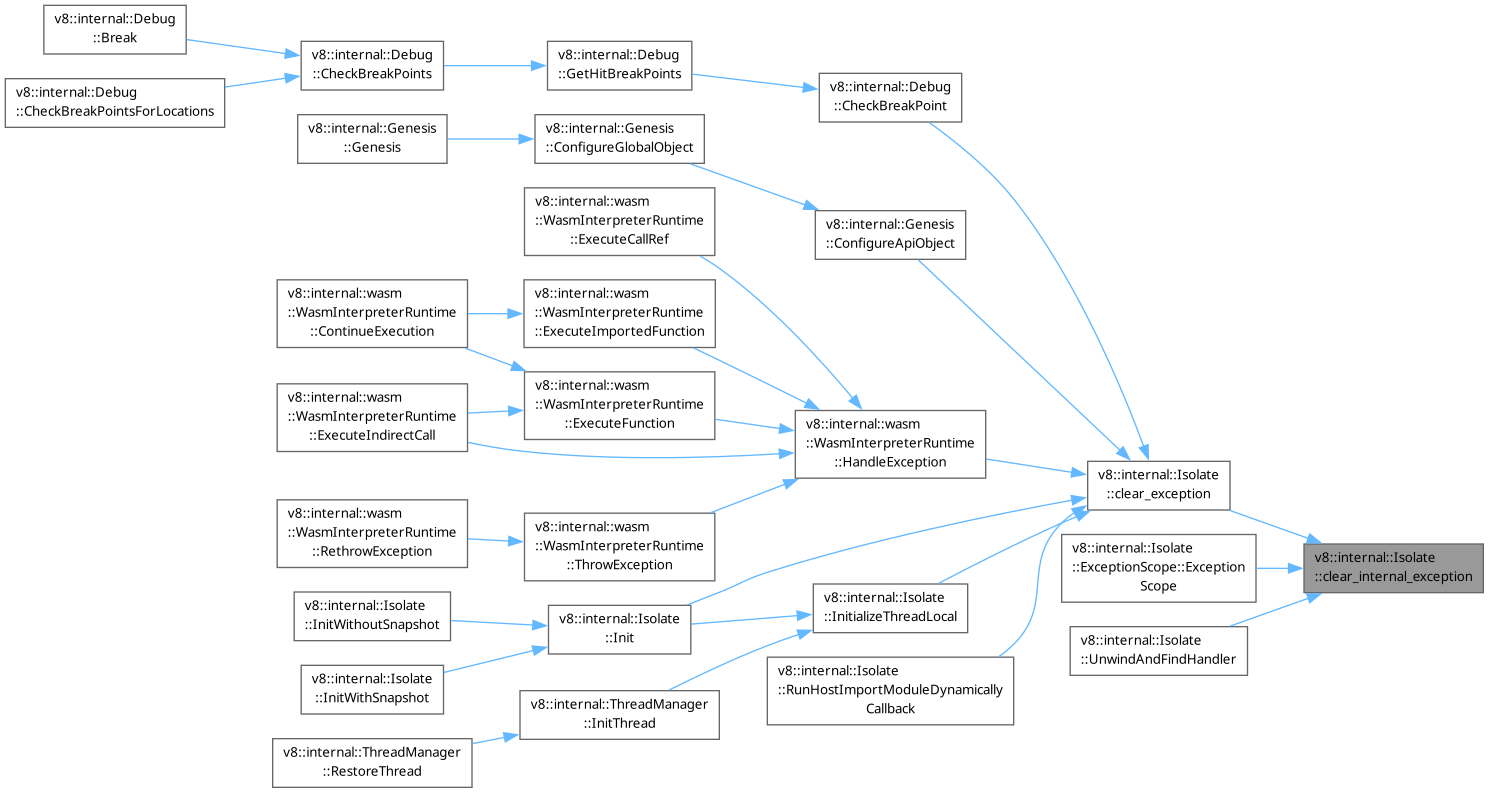 v8::internal::Debug
::Break
v8::internal::Debug
::CheckBreakPointsForLocations
v8::internal::Debug
::CheckBreakPoints
v8::internal::Debug
::GetHitBreakPoints
v8::internal::Debug
::CheckBreakPoint
v8::internal::Genesis
::Genesis
v8::internal::Genesis
::ConfigureGlobalObject
v8::internal::Genesis
::ConfigureApiObject
v8::internal::wasm
::WasmInterpreterRuntime
::ExecuteCallRef
v8::internal::wasm
::WasmInterpreterRuntime
::ContinueExecution
v8::internal::wasm
::WasmInterpreterRuntime
::ExecuteImportedFunction
v8::internal::wasm
::WasmInterpreterRuntime
::ExecuteIndirectCall
v8::internal::wasm
::WasmInterpreterRuntime
::ExecuteFunction
v8::internal::wasm
::WasmInterpreterRuntime
::HandleException
v8::internal::Isolate
::clear_exception
v8::internal::wasm
::WasmInterpreterRuntime
::RethrowException
v8::internal::wasm
::WasmInterpreterRuntime
::ThrowException
v8::internal::Isolate
::ExceptionScope::Exception
Scope
v8::internal::Isolate
::clear_internal_exception
v8::internal::Isolate
::InitWithoutSnapshot
v8::internal::Isolate
::Init
v8::internal::Isolate
::InitializeThreadLocal
v8::internal::Isolate
::UnwindAndFindHandler
v8::internal::Isolate
::InitWithSnapshot
v8::internal::Isolate
::RunHostImportModuleDynamically
Callback
v8::internal::ThreadManager
::InitThread
v8::internal::ThreadManager
::RestoreThread